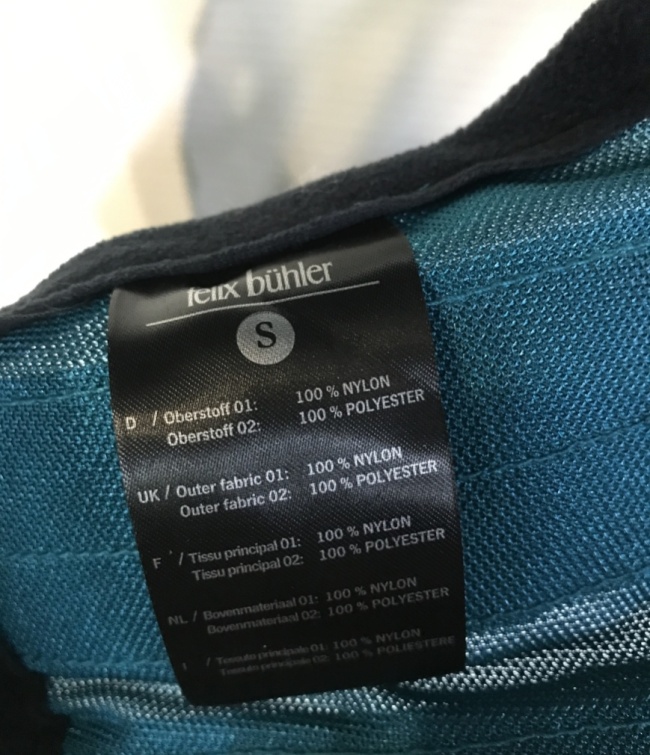 felix bühler
S
D / Oberstoff 01: 100 % NYLON
Oberstoff 02: 100 % POLYESTER
UK / Outer fabric 01: 100 % NYLON
Outer fabric 02: 100 % POLYESTER
F / Tissu principal 01: 100 % NYLON
Tissu principal 02: 100 % POLYESTER
NL / Bovenmateriaal 01: 100 % NYLON
Bovenmateriaal 02: 100 % POLYESTER
I / Tessuto principale 01: 100 % NYLON
Tessuto principale 02: 100 % POLIESTERE